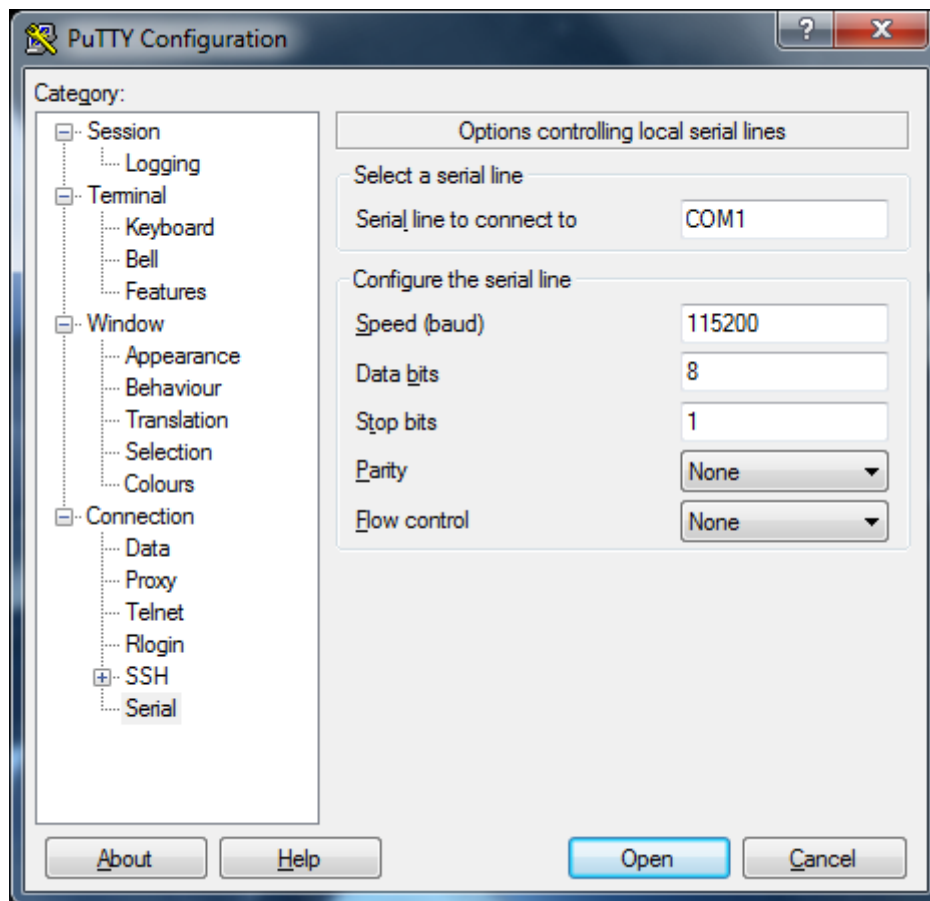 PuTTY Configuration
?
X
Category:
Session
Logging
Terminal
Keyboard
Bell
Features
Window
Appearance
Behaviour
Translation
Selection
Colours
Connection
Data
Proxy
Telnet
Rlogin
SSH
Serial
Options controlling local serial lines
Select a serial line
Serial line to connect to COM1
Configure the serial line
Speed (baud) 115200
Data bits 8
Stop bits 1
Parity None
Flow control None
About Help Open Cancel